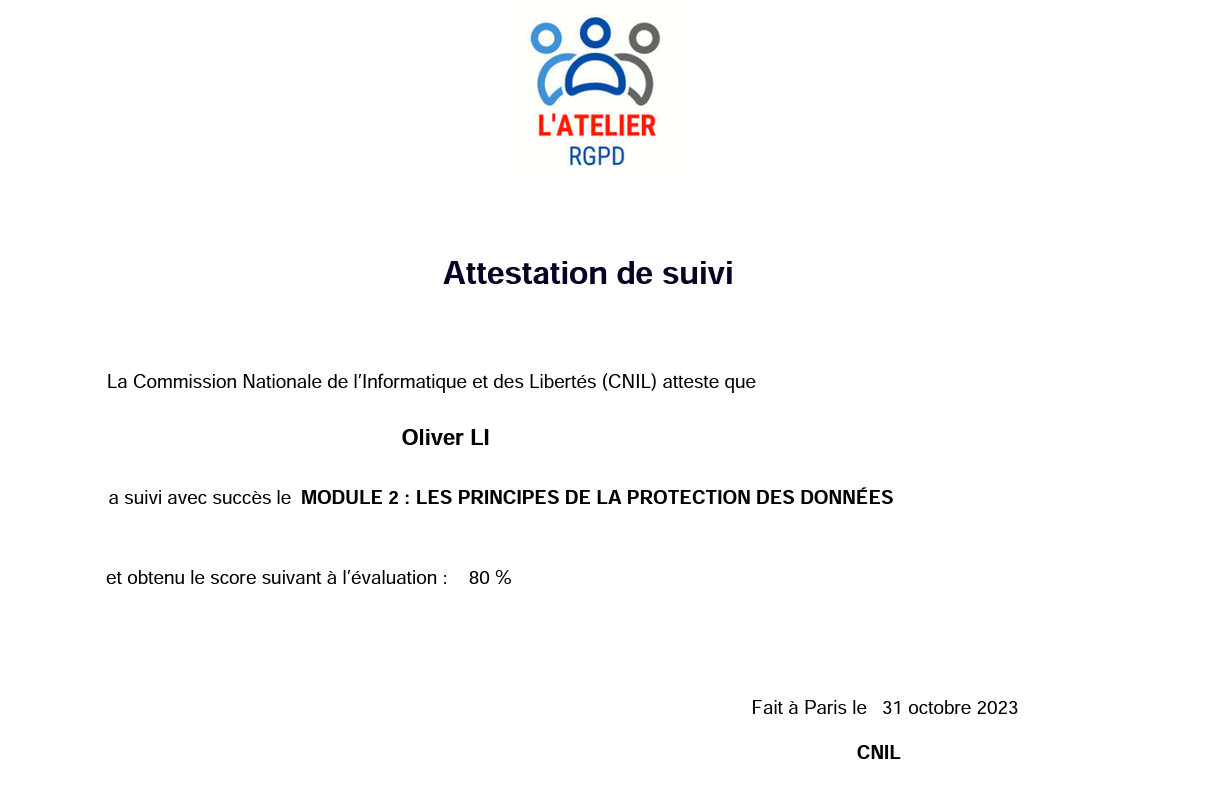 L'ATELIER
RGPD
Attestation de suivi
La Commission Nationale de l’Informatique et des Libertés (CNIL) atteste que
Oliver LI
a suivi avec succès le MODULE 2 : LES PRINCIPES DE LA PROTECTION DES DONNÉES
et obtenu le score suivant à l’évaluation : 80 %
Fait à Paris le 31 octobre 2023
CNIL